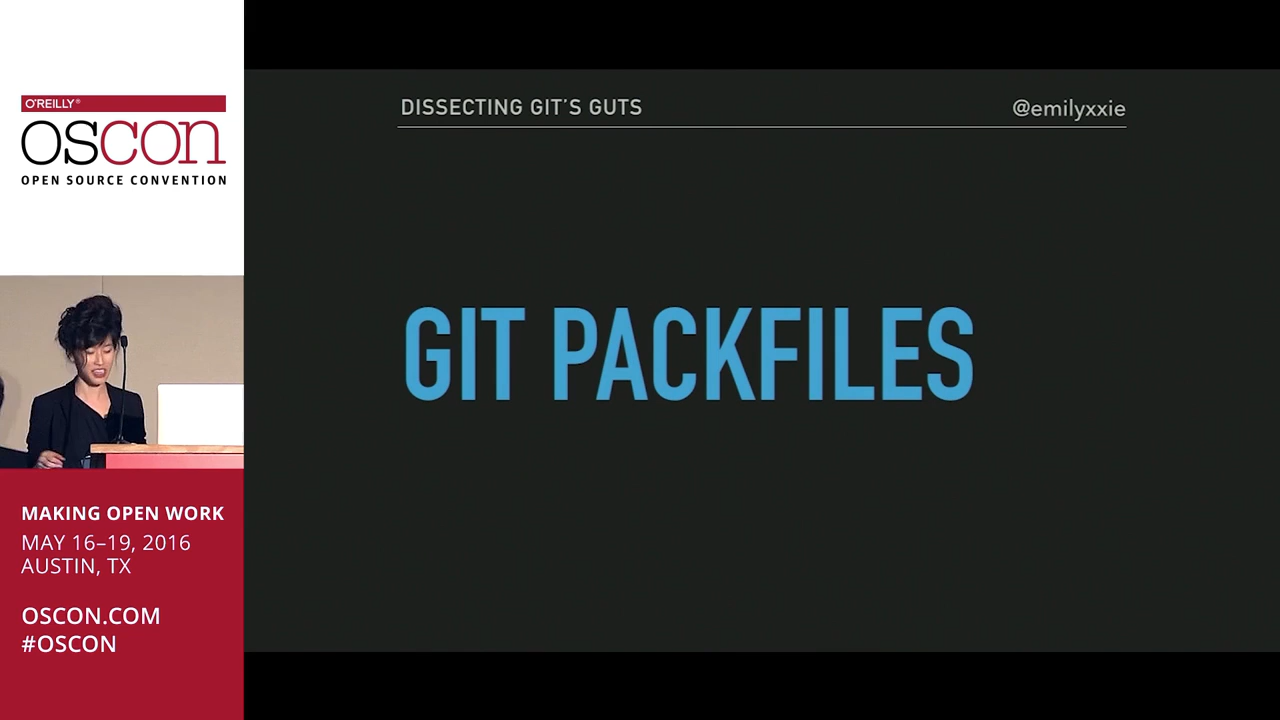 O'REILLY®
OSCON
OPEN SOURCE CONVENTION
MAKING OPEN WORK
MAY 16–19, 2016
AUSTIN, TX
OSCON.COM
#OSCON
DISSECTING GIT'S GUTS
@emilyxxie
GIT PACKFILES